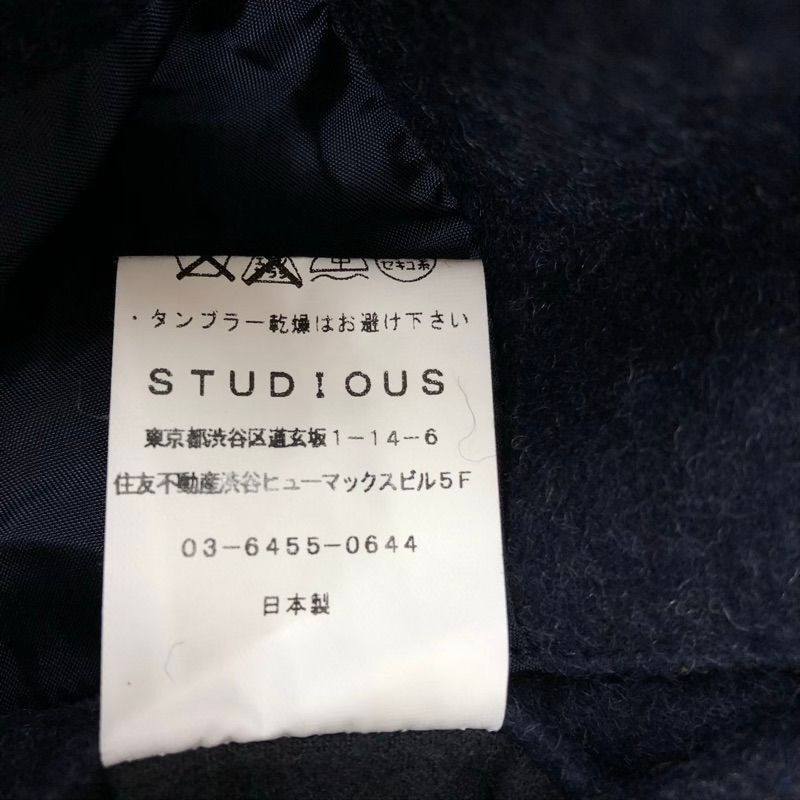 中
セキユ系
・タンブラー乾燥はお避け下さい
STUDIOUS
東京都渋谷区道玄坂1-14-6
住友不動産渋谷ヒューマックスビル5F
03-6455-0644
日本製